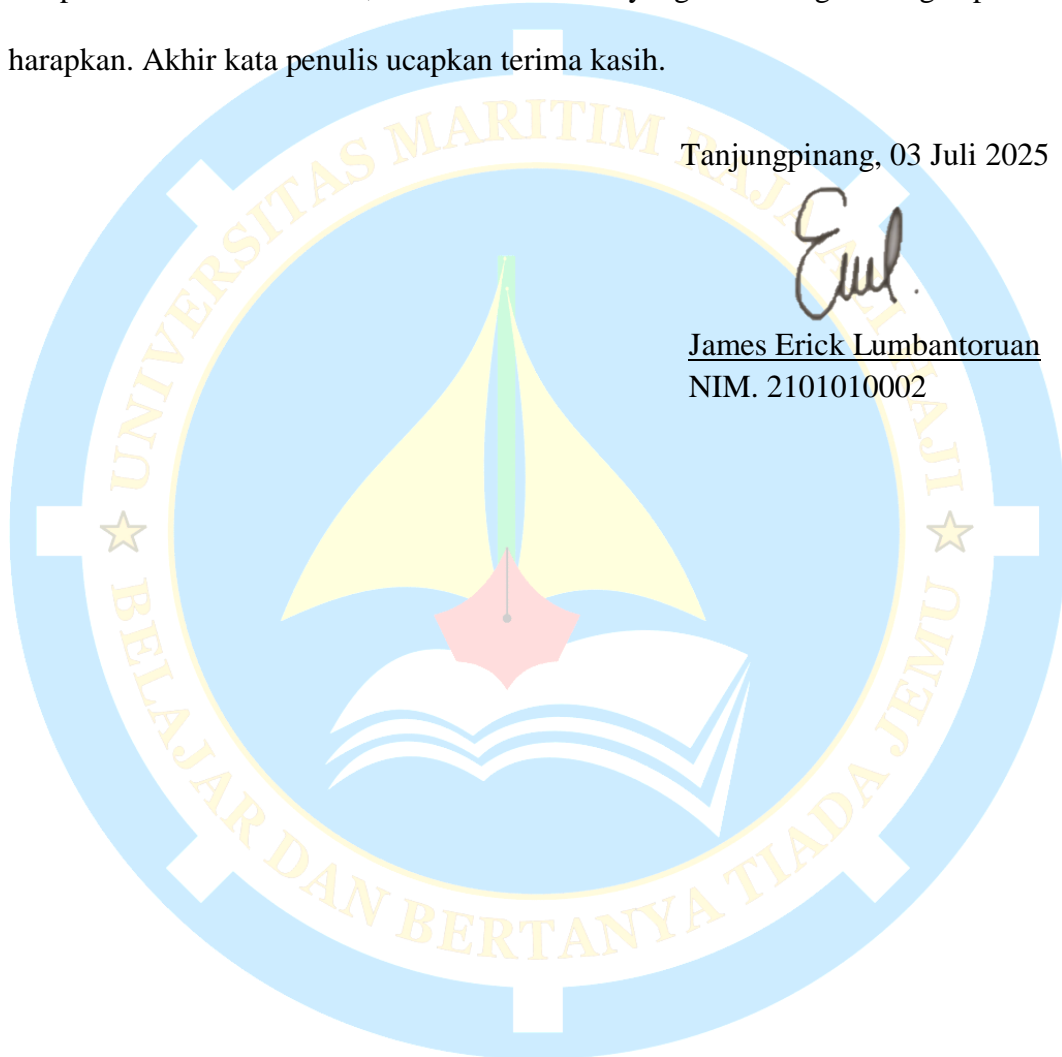 harapkan. Akhir kata penulis ucapkan terima kasih.
Tanjungpinang, 03 Juli 2025
James Erick Lumbantoruan
NIM. 2101010002
UNIVERSITAS MARITIM RAJA ALI HAJI
BELAJAR DAN BERTANYA TIADA JEMU